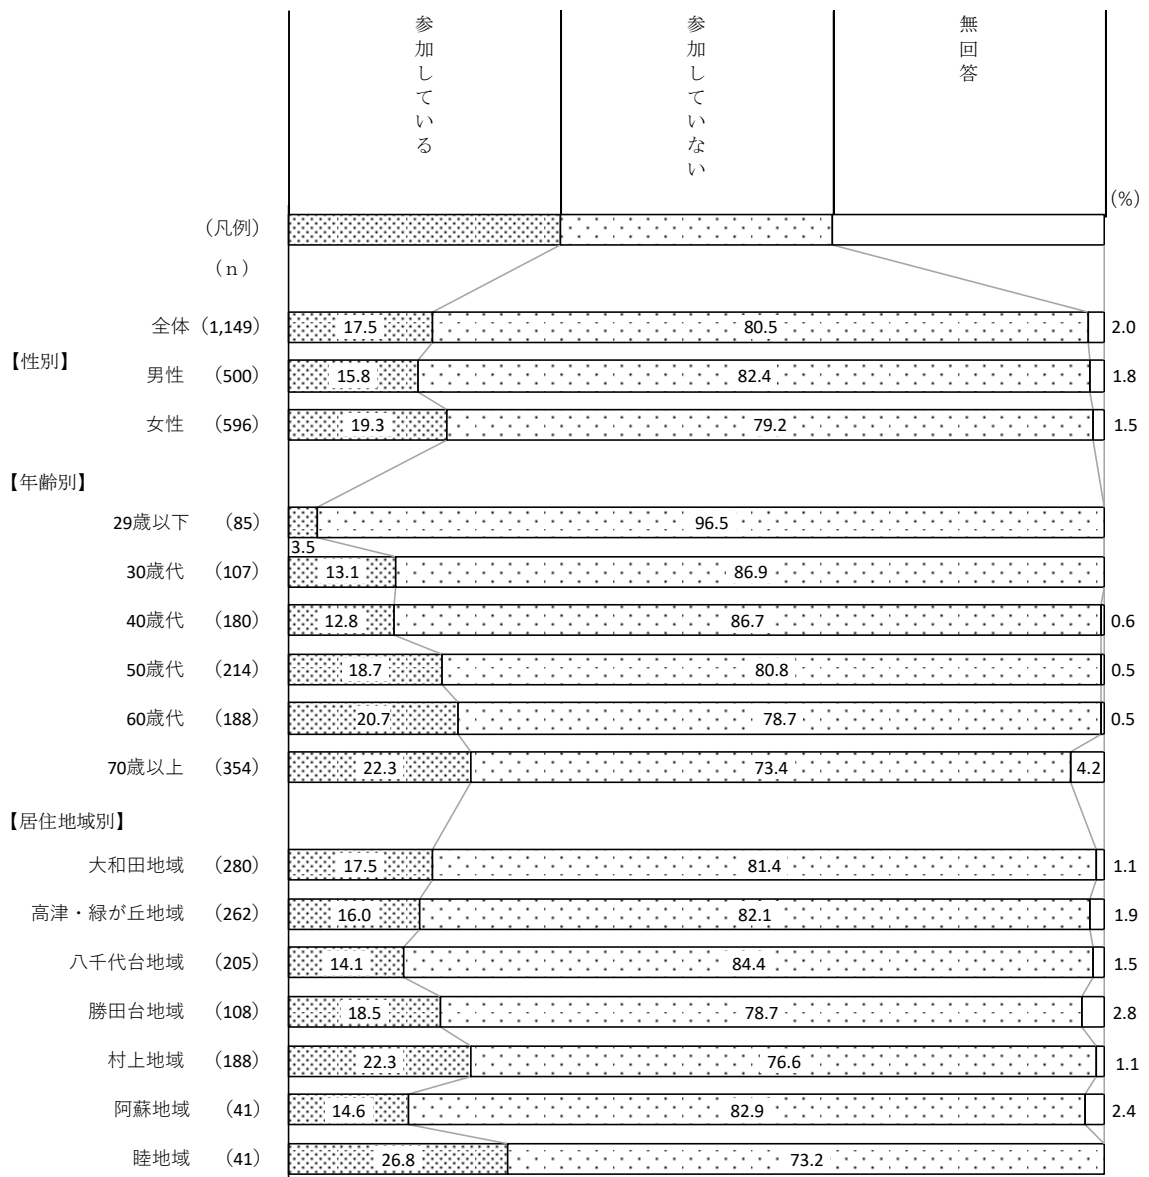 参加している
参加していない
無回答
(%)
(凡例)
(n)
全体 (1,149) 17.5 80.5 2.0
【性別】
男性 (500) 15.8 82.4 1.8
女性 (596) 19.3 79.2 1.5
【年齢別】
29歳以下 (85) 3.5 96.5
30歳代 (107) 13.1 86.9
40歳代 (180) 12.8 86.7 0.6
50歳代 (214) 18.7 80.8 0.5
60歳代 (188) 20.7 78.7 0.5
70歳以上 (354) 22.3 73.4 4.2
【居住地域別】
大和田地域 (280) 17.5 81.4 1.1
高津・緑が丘地域 (262) 16.0 82.1 1.9
八千代台地域 (205) 14.1 84.4 1.5
勝田台地域 (108) 18.5 78.7 2.8
村上地域 (188) 22.3 76.6 1.1
阿蘇地域 (41) 14.6 82.9 2.4
睦地域 (41) 26.8 73.2